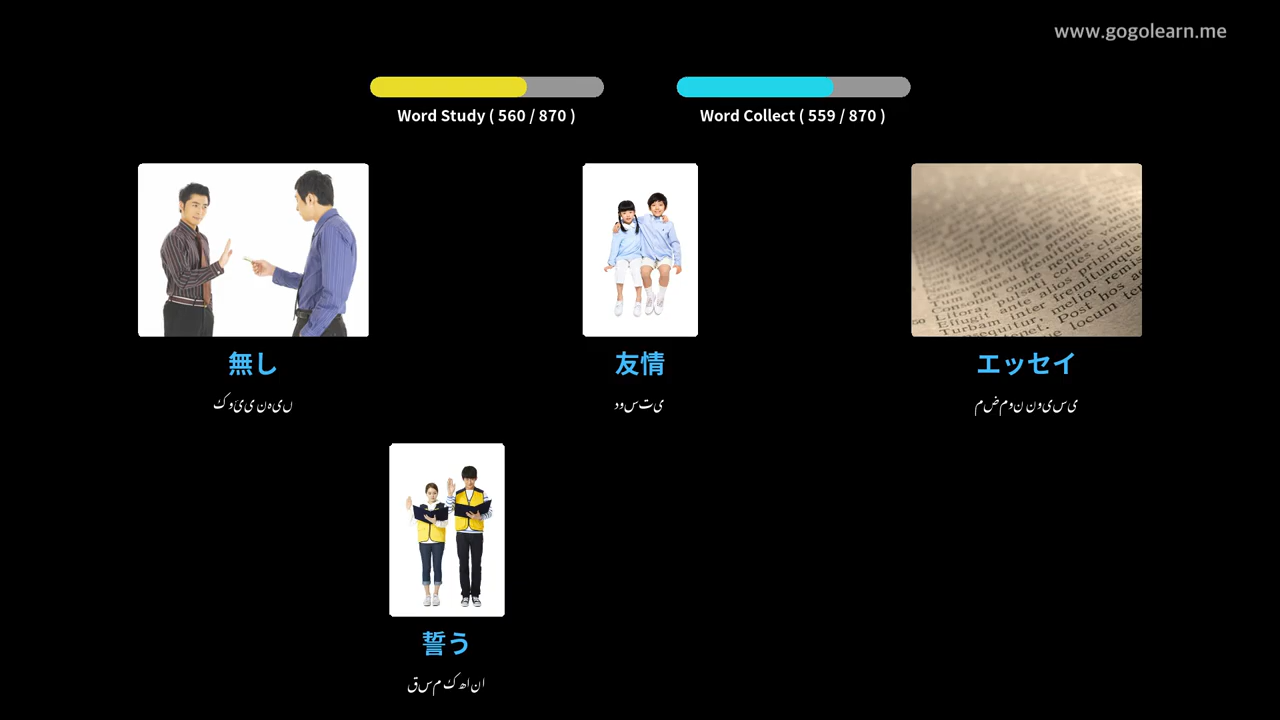 www.gogolearn.me
Word Study ( 560 / 870 )
Word Collect ( 559 / 870 )
無し
友情
エッセイ
کوئی نہیں
دوستی
مضمون نویسی
誓う
قسم کھانا